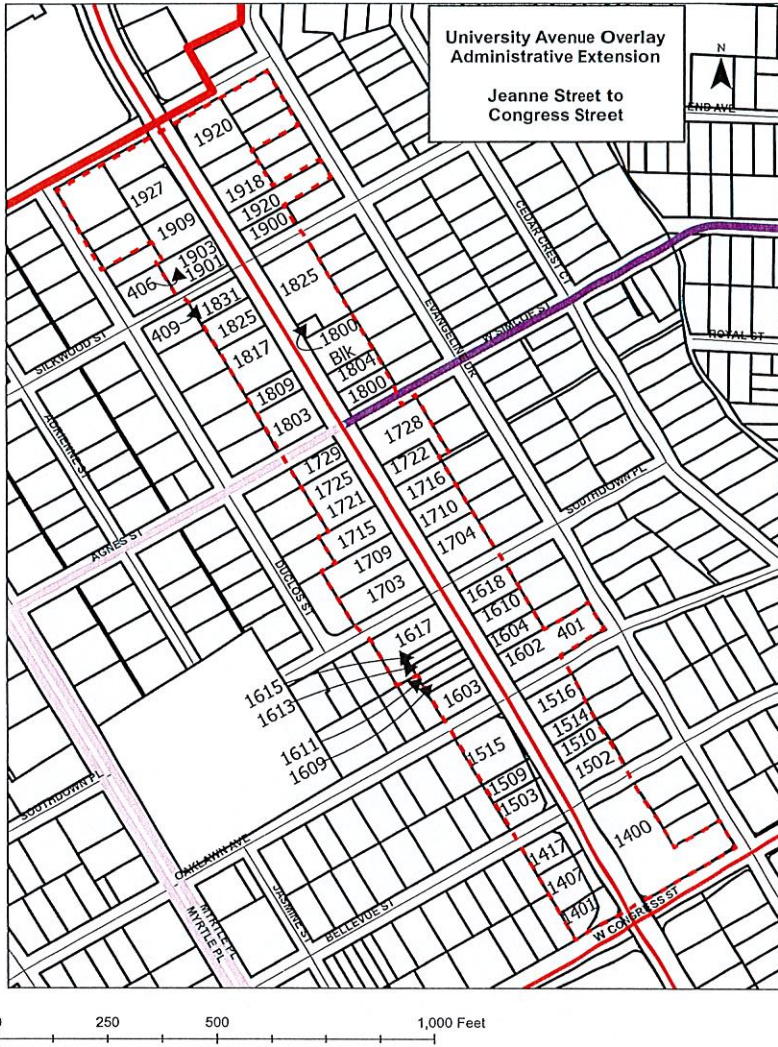 University Avenue Overlay
Administrative Extension
Jeanne Street to
Congress Street
N
END AVE
1920
1927
1918
1909
1920
1903
1900
1901
406
CEDAR CREST CT
1825
409
1831
1825
1800
Blk
EVANGELINE DR
W SIMCOE ST
ROYAL ST
SILKWOOD ST
1817
1804
1800
1809
1803
ADRIENNE ST
1728
1729
1722
1725
1716
1721
SOUTHDOWN PL
1710
AGNES ST
1715
1704
1709
DUCLOS ST
1703
1618
1610
1604
401
1617
1602
1615
1613
1603
1516
1611
1514
1609
1510
1515
1502
1509
1503
SOUTHDOWN PL
1400
OAKLAWN AVE
1417
1407
1401
JASMINE ST
BELLEVUE ST
W CONGRESS ST
MYRTLE PL
MYRTLE PL
0 250 500 1,000 Feet